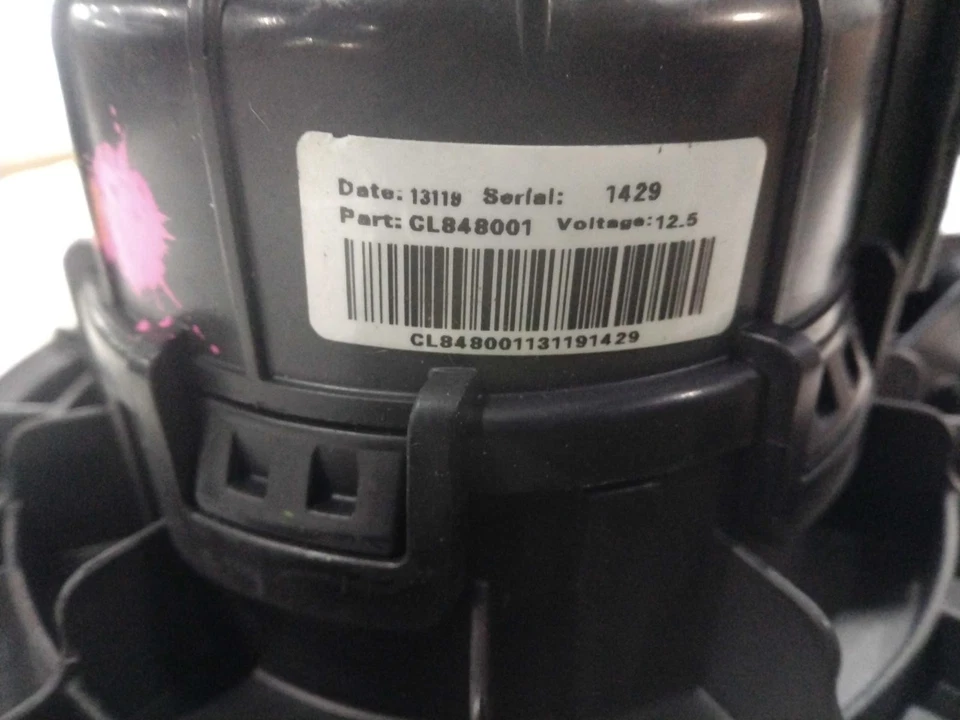 Date: 13119 Serial: 1429
Part: CL848001 Voltage:12.5
CL848001131191429